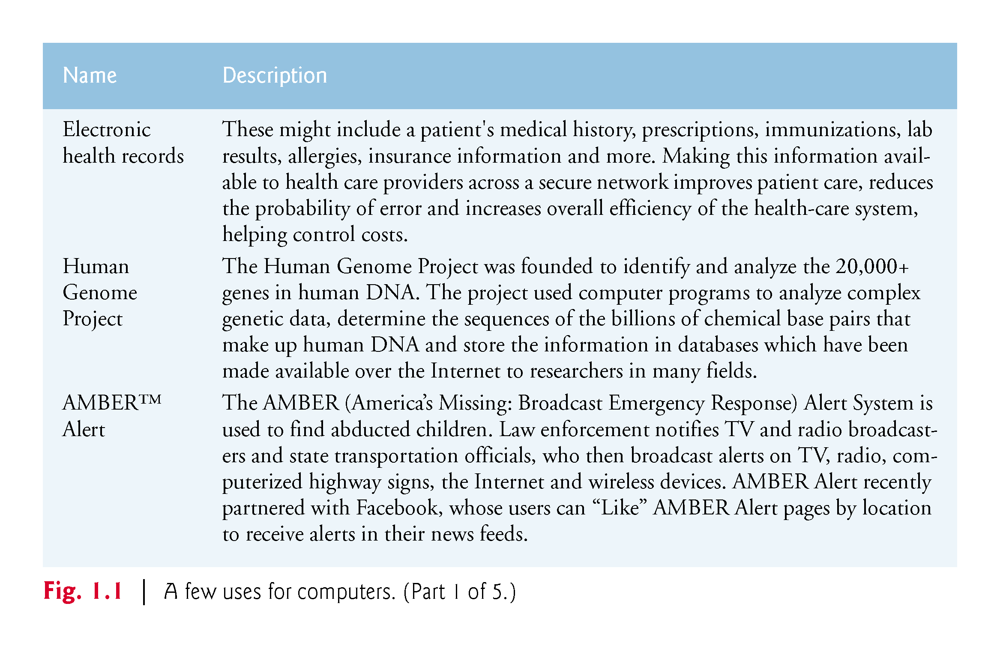 Name Description
Electronic These might include a patient's medical history, prescriptions, immunizations, lab
health records results, allergies, insurance information and more. Making this information avail-
able to health care providers across a secure network improves patient care, reduces
the probability of error and increases overall efficiency of the health-care system,
helping control costs.
Human The Human Genome Project was founded to identify and analyze the 20,000+
Genome genes in human DNA. The project used computer programs to analyze complex
Project genetic data, determine the sequences of the billions of chemical base pairs that
make up human DNA and store the information in databases which have been
made available over the Internet to researchers in many fields.
AMBER™ The AMBER (America’s Missing: Broadcast Emergency Response) Alert System is
Alert used to find abducted children. Law enforcement notifies TV and radio broadcast-
ers and state transportation officials, who then broadcast alerts on TV, radio, com-
puterized highway signs, the Internet and wireless devices. AMBER Alert recently
partnered with Facebook, whose users can “Like” AMBER Alert pages by location
to receive alerts in their news feeds.
Fig. 1.1 | A few uses for computers. (Part 1 of 5.)